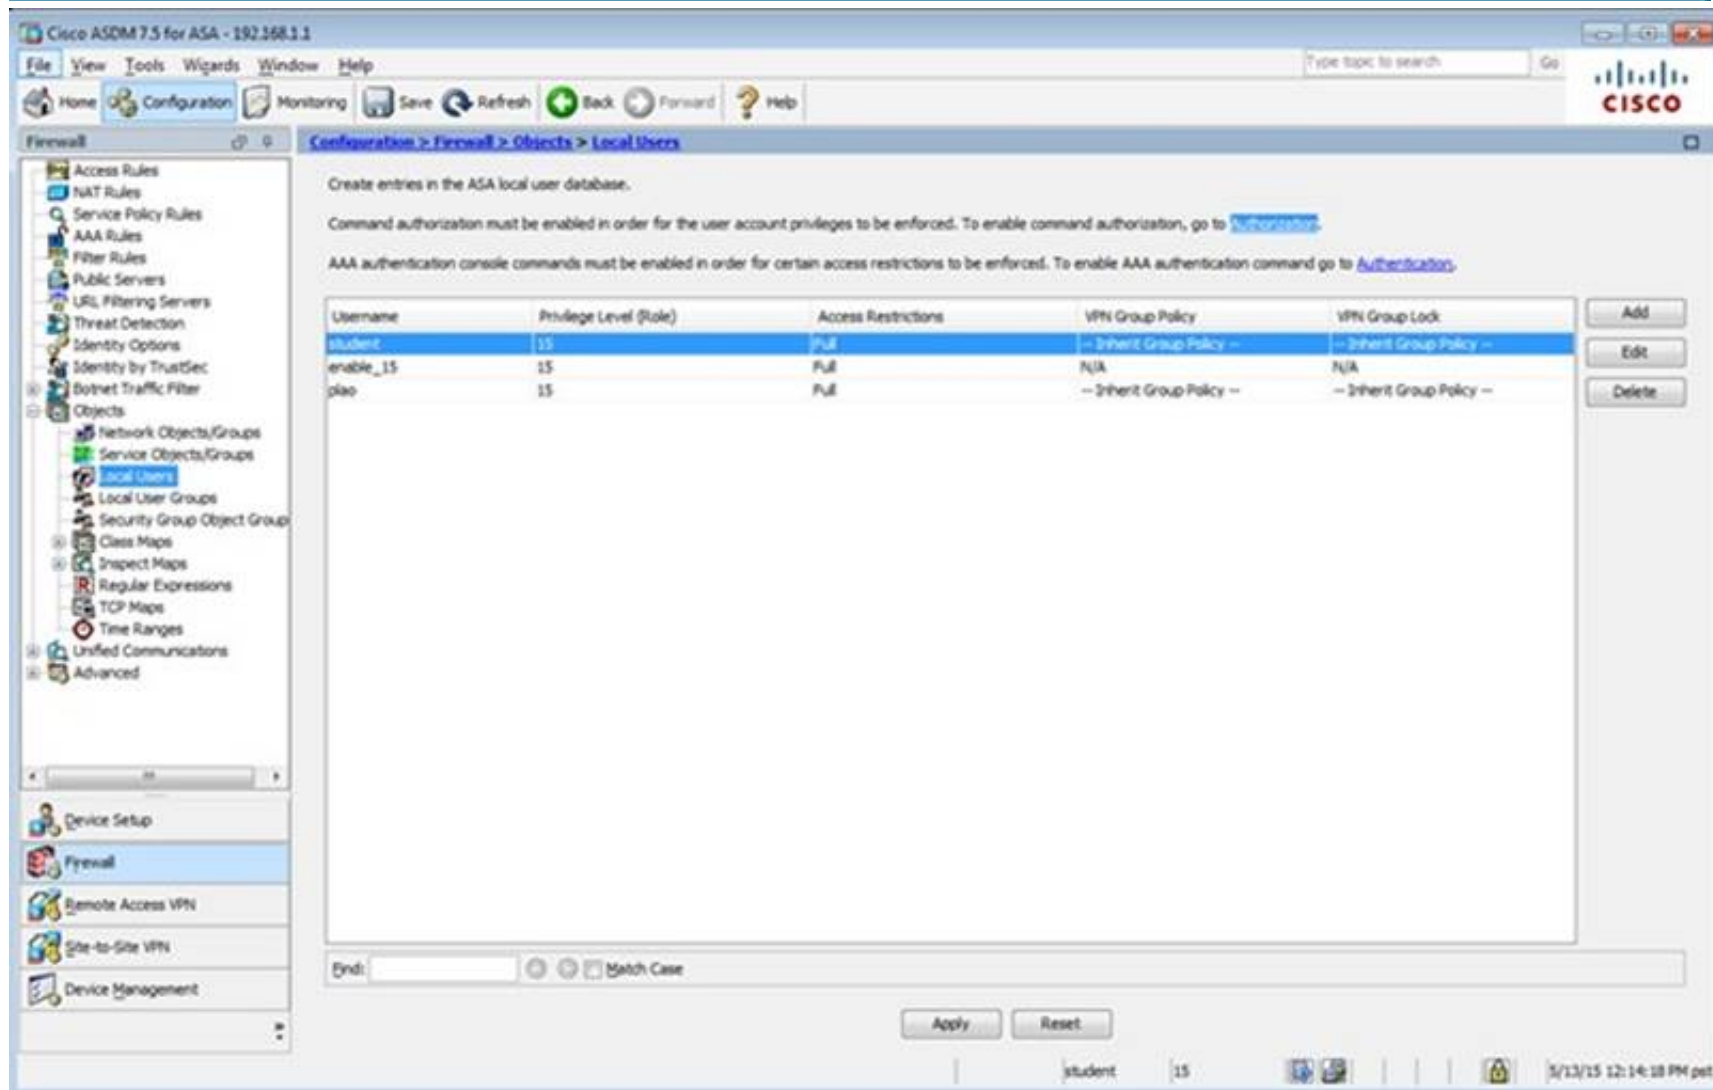 Cisco ASDM 7.5 for ASA - 192.168.1.1
File View Tools Wizards Window Help
Type topic to search Go
Home Configuration Monitoring Save Refresh Back Forward Help
CISCO
Firewall
Configuration > Firewall > Objects > Local Users
Access Rules
NAT Rules
Service Policy Rules
AAA Rules
Filter Rules
Public Servers
URL Filtering Servers
Threat Detection
Identity Options
Identity by TrustSec
Botnet Traffic Filter
Objects
Network Objects/Groups
Service Objects/Groups
Local Users
Local User Groups
Security Group Object Group
Class Maps
Inspect Maps
Regular Expressions
TCP Maps
Time Ranges
Unified Communications
Advanced
Device Setup
Firewall
Remote Access VPN
Site-to-Site VPN
Device Management
Create entries in the ASA local user database.
Command authorization must be enabled in order for the user account privileges to be enforced. To enable command authorization, go to Authorization.
AAA authentication console commands must be enabled in order for certain access restrictions to be enforced. To enable AAA authentication command go to Authentication.
Username Privilege Level (Role) Access Restrictions VPN Group Policy VPN Group Lock
student 15 Full -- Inherit Group Policy -- -- Inherit Group Policy --
enable_15 15 Full N/A N/A
piao 15 Full -- Inherit Group Policy -- -- Inherit Group Policy --
Add
Edit
Delete
Find: Match Case
Apply Reset
student 15 5/13/15 12:14:18 PM pst